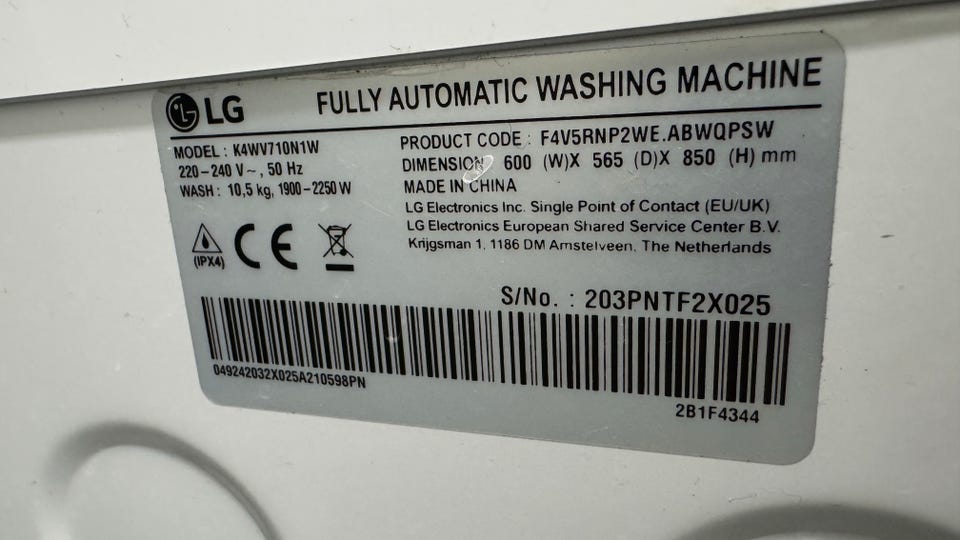 LG FULLY AUTOMATIC WASHING MACHINE
MODEL : K4WV710N1W
220-240 V~, 50 Hz
WASH : 10,5 kg, 1900-2250 W
PRODUCT CODE : F4V5RNP2WE.ABWQPSW
DIMENSION 600 (W)X 565 (D)X 850 (H) mm
MADE IN CHINA
LG Electronics Inc. Single Point of Contact (EU/UK)
LG Electronics European Shared Service Center B.V.
Krijgsman 1, 1186 DM Amstelveen, The Netherlands
(IPX4)
CE
S/No. : 203PNTF2X025
049242032X025A210598PN
2B1F4344